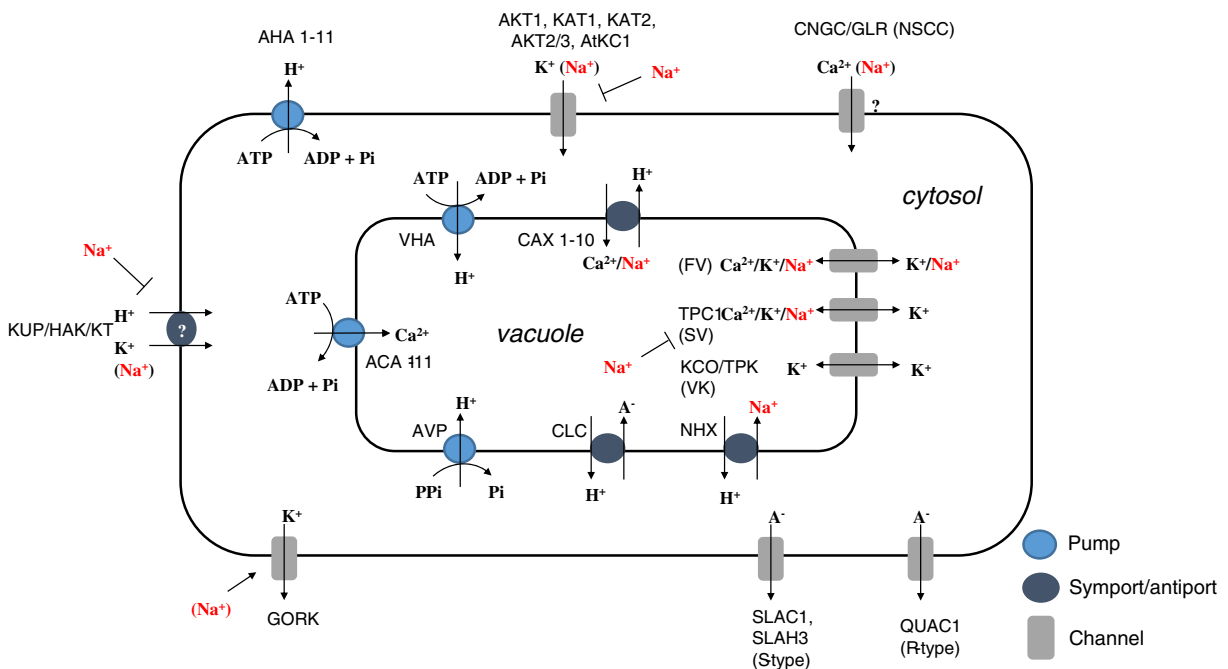 AKT1, KAT1, KAT2,
AKT2/3, AtKC1
AHA 1-11
CNGC/GLR (NSCC)
H⁺
K⁺ (Na⁺)
Na⁺
Ca²⁺ (Na⁺)
?
ATP
ADP + Pi
cytosol
ATP
ADP + Pi
H⁺
VHA
CAX 1-10
H⁺
Ca²⁺/Na⁺
(FV)
Ca²⁺/K⁺/Na⁺
K⁺/Na⁺
Na⁺
H⁺
KUP/HAK/KT
?
K⁺
(Na⁺)
ATP
Ca²⁺
ACA 111
ADP + Pi
vacuole
TPC1Ca²⁺/K⁺/Na⁺
K⁺
(SV)
Na⁺
KCO/TPK
(VK)
K⁺
K⁺
H⁺
A⁻
Na⁺
AVP
CLC
NHX
PPi
Pi
H⁺
H⁺
K⁺
A⁻
A⁻
(Na⁺)
GORK
SLAC1,
SLAH3
(Stype)
QUAC1
(Rtype)
Pump
Symport/antiport
Channel